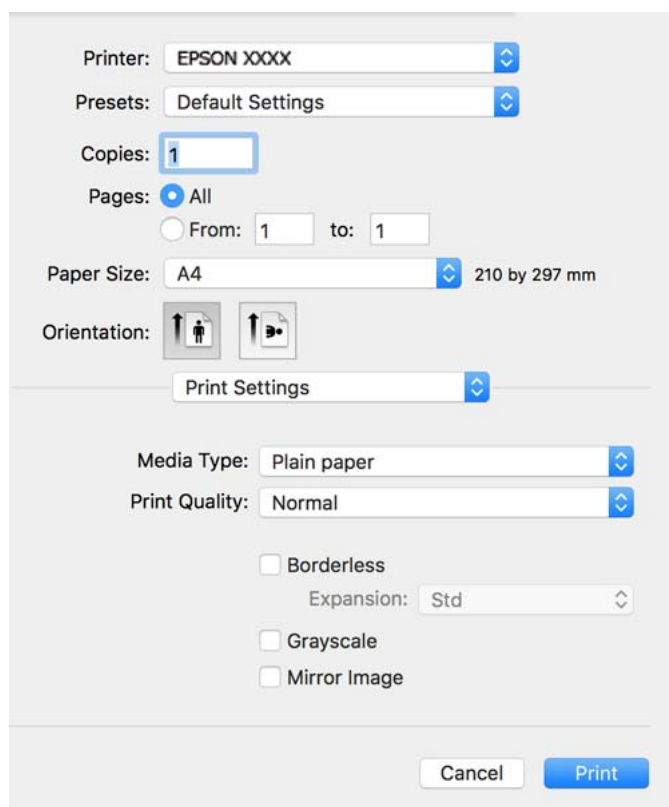 Printer: EPSON XXXX
Presets: Default Settings
Copies: 1
Pages: All
From: 1 to: 1
Paper Size: A4 210 by 297 mm
Orientation:
Print Settings
Media Type: Plain paper
Print Quality: Normal
Borderless
Expansion: Std
Grayscale
Mirror Image
Cancel Print